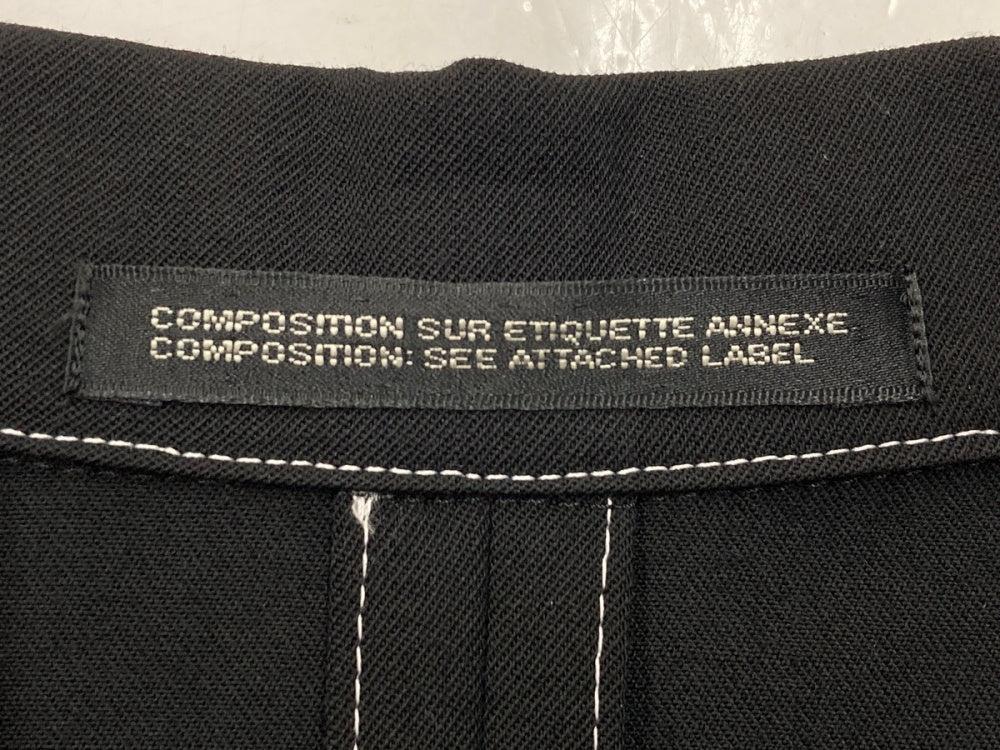 COMPOSITION SUR ETIQUETTE ANNEXE
COMPOSITION: SEE ATTACHED LABEL